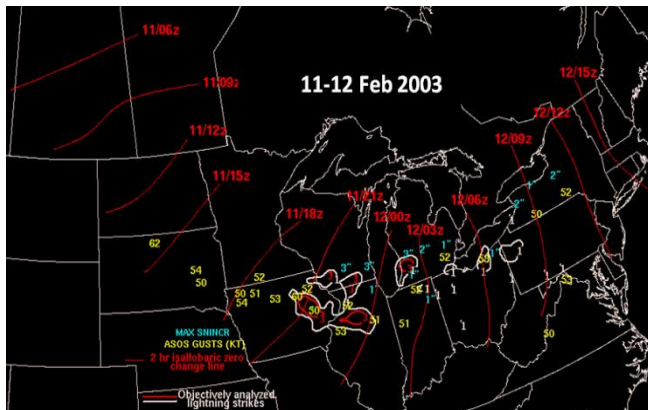 11/06z
11/09z
11-12 Feb 2003
12/15z
11/12z
12/12z
12/09z
11/15z
11/21z
12/06z
11/18z
12/00z
12/03z
2"
1"
2"
52
50
62
54
50
52
50 51
54
53
60
52
50
3"
3"
1"
52
51
53
3"
2"
1"
1"
52
52
1"
51
50
1"
53
50
MAX SNINCR
ASOS GUSTS (KT)
2 hr isallobaric zero
change line
Objectively analyzed
lightning strikes